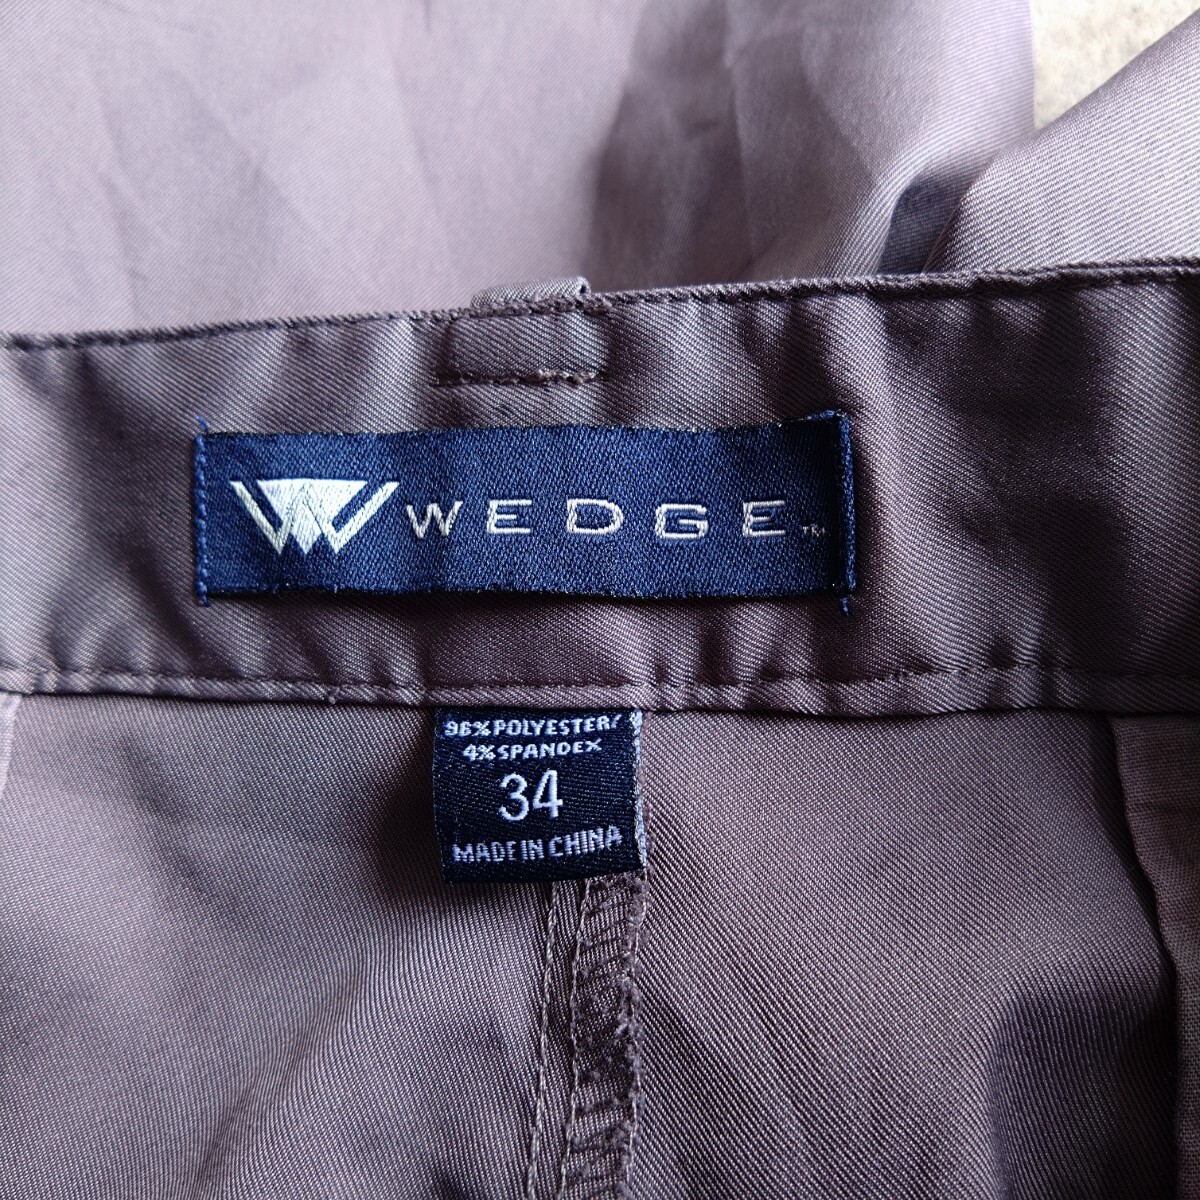 WEDGE™
96%POLYESTER/
4%SPANDEX
34
MADE IN CHINA